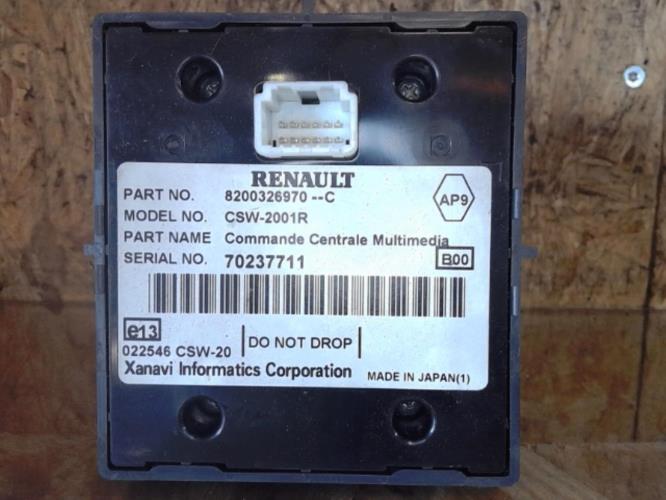 RENAULT
PART NO. 8200326970 --C
AP9
MODEL NO. CSW-2001R
PART NAME Commande Centrale Multimedia
SERIAL NO. 70237711
B00
e13
022546 CSW-20
DO NOT DROP
Xanavi Informatics Corporation
MADE IN JAPAN(1)